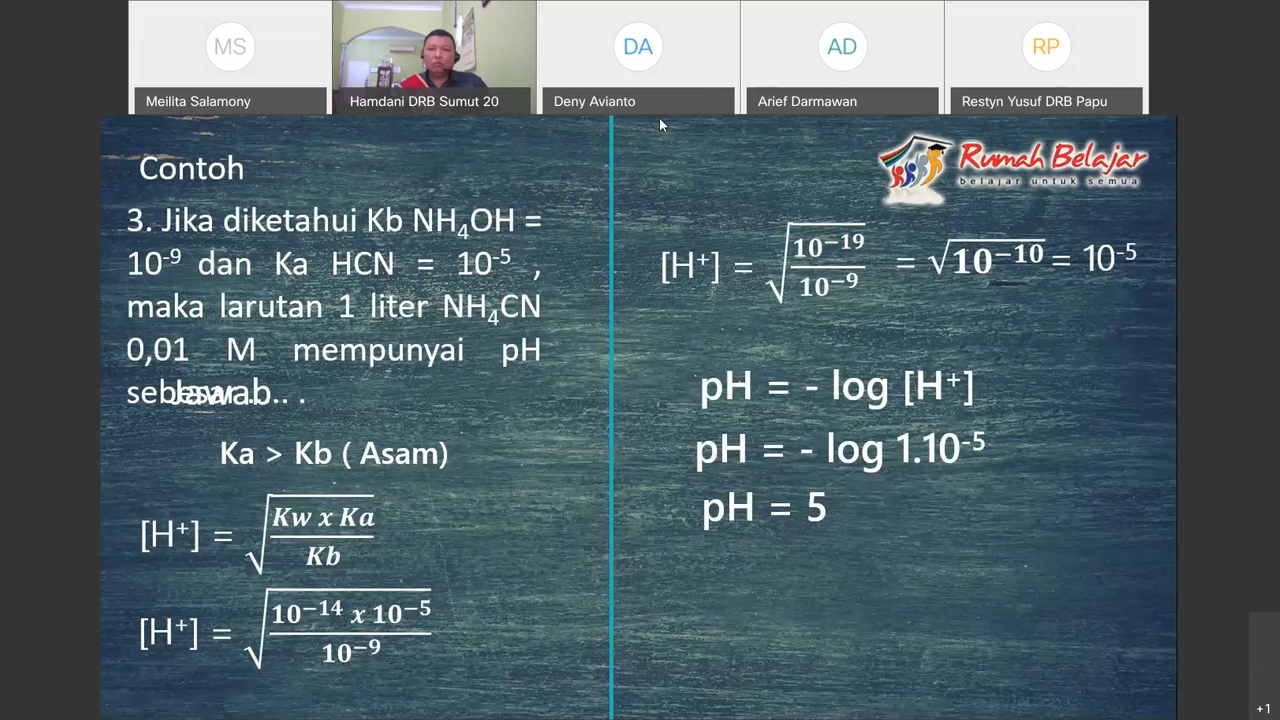 MS
DA
AD
RP
Meilita Salamony
Hamdani DRB Sumut 20
Deny Avianto
Arief Darmawan
Restyn Yusuf DRB Papu
Contoh
3. Jika diketahui Kb NH₄OH =
10⁻⁹ dan Ka HCN = 10⁻⁵ ,
maka larutan 1 liter NH₄CN
0,01 M mempunyai pH
sebesar . . . .
Jawab
Ka > Kb ( Asam)
[H⁺] = √(Kw x Ka / Kb)
[H⁺] = √(10⁻¹⁴ x 10⁻⁵ / 10⁻⁹)
Rumah Belajar
belajar untuk semua
[H⁺] = √(10⁻¹⁹ / 10⁻⁹) = √10⁻¹⁰ = 10⁻⁵
pH = - log [H⁺]
pH = - log 1.10⁻⁵
pH = 5
+1